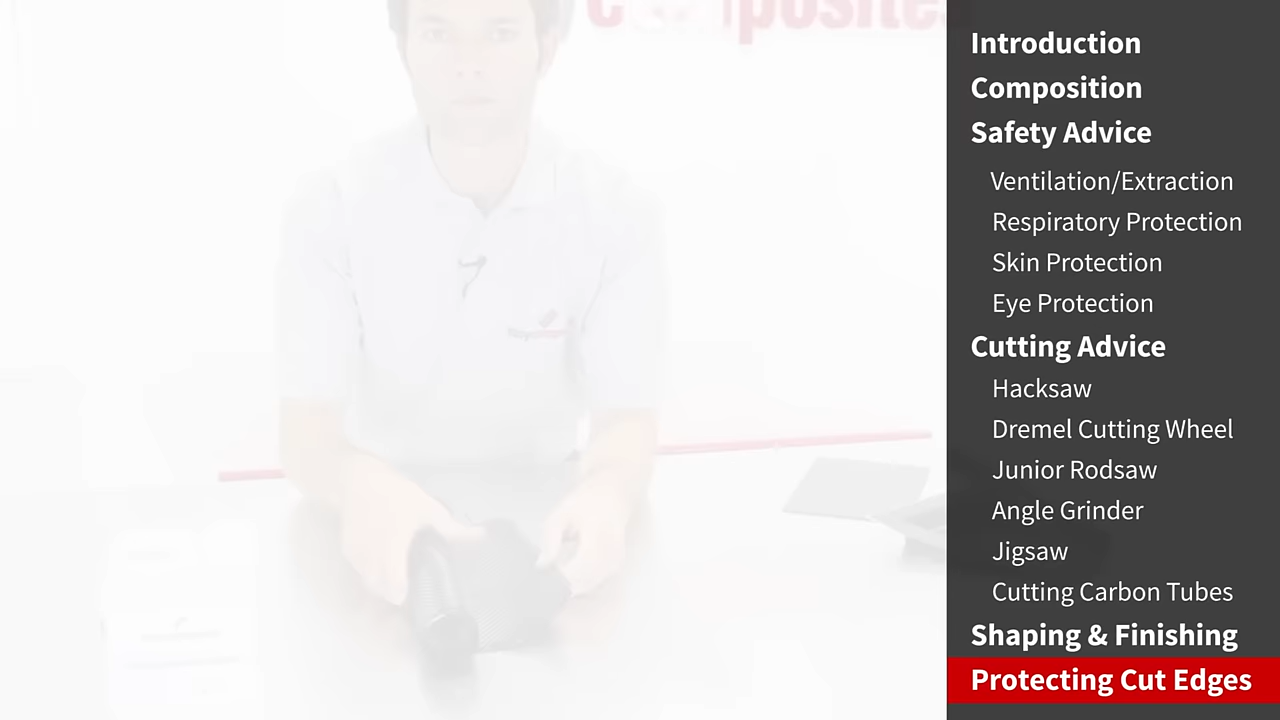 Introduction
Composition
Safety Advice
Ventilation/Extraction
Respiratory Protection
Skin Protection
Eye Protection
Cutting Advice
Hacksaw
Dremel Cutting Wheel
Junior Rodsaw
Angle Grinder
Jigsaw
Cutting Carbon Tubes
Shaping & Finishing
Protecting Cut Edges